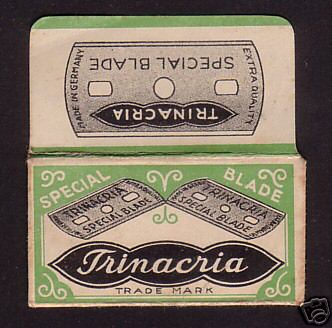 MADE IN GERMANY
EXTRA QUALITY
SPECIAL BLADE
TRINACRIA
SPECIAL BLADE
TRINACRIA
SPECIAL BLADE
TRINACRIA
SPECIAL BLADE
Trinacria
TRADE MARK